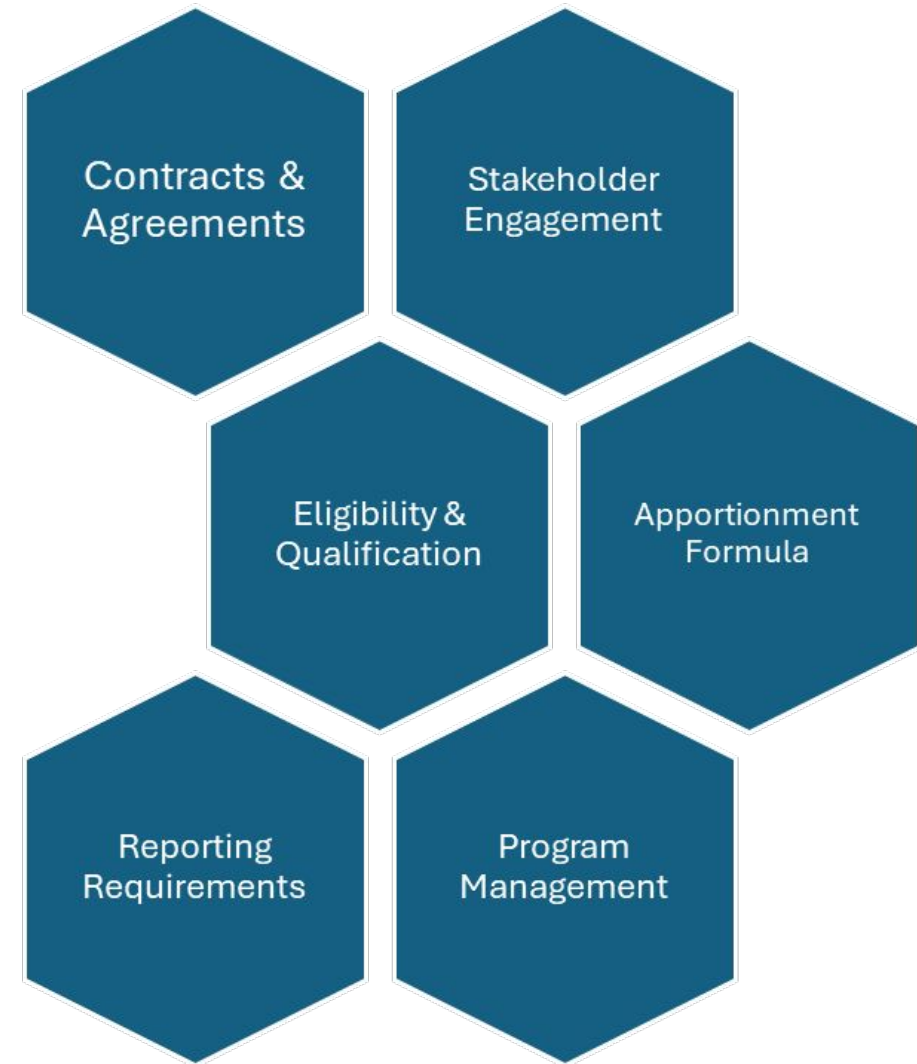 Contracts &
Agreements
Stakeholder
Engagement
Eligibility &
Qualification
Apportionment
Formula
Reporting
Requirements
Program
Management